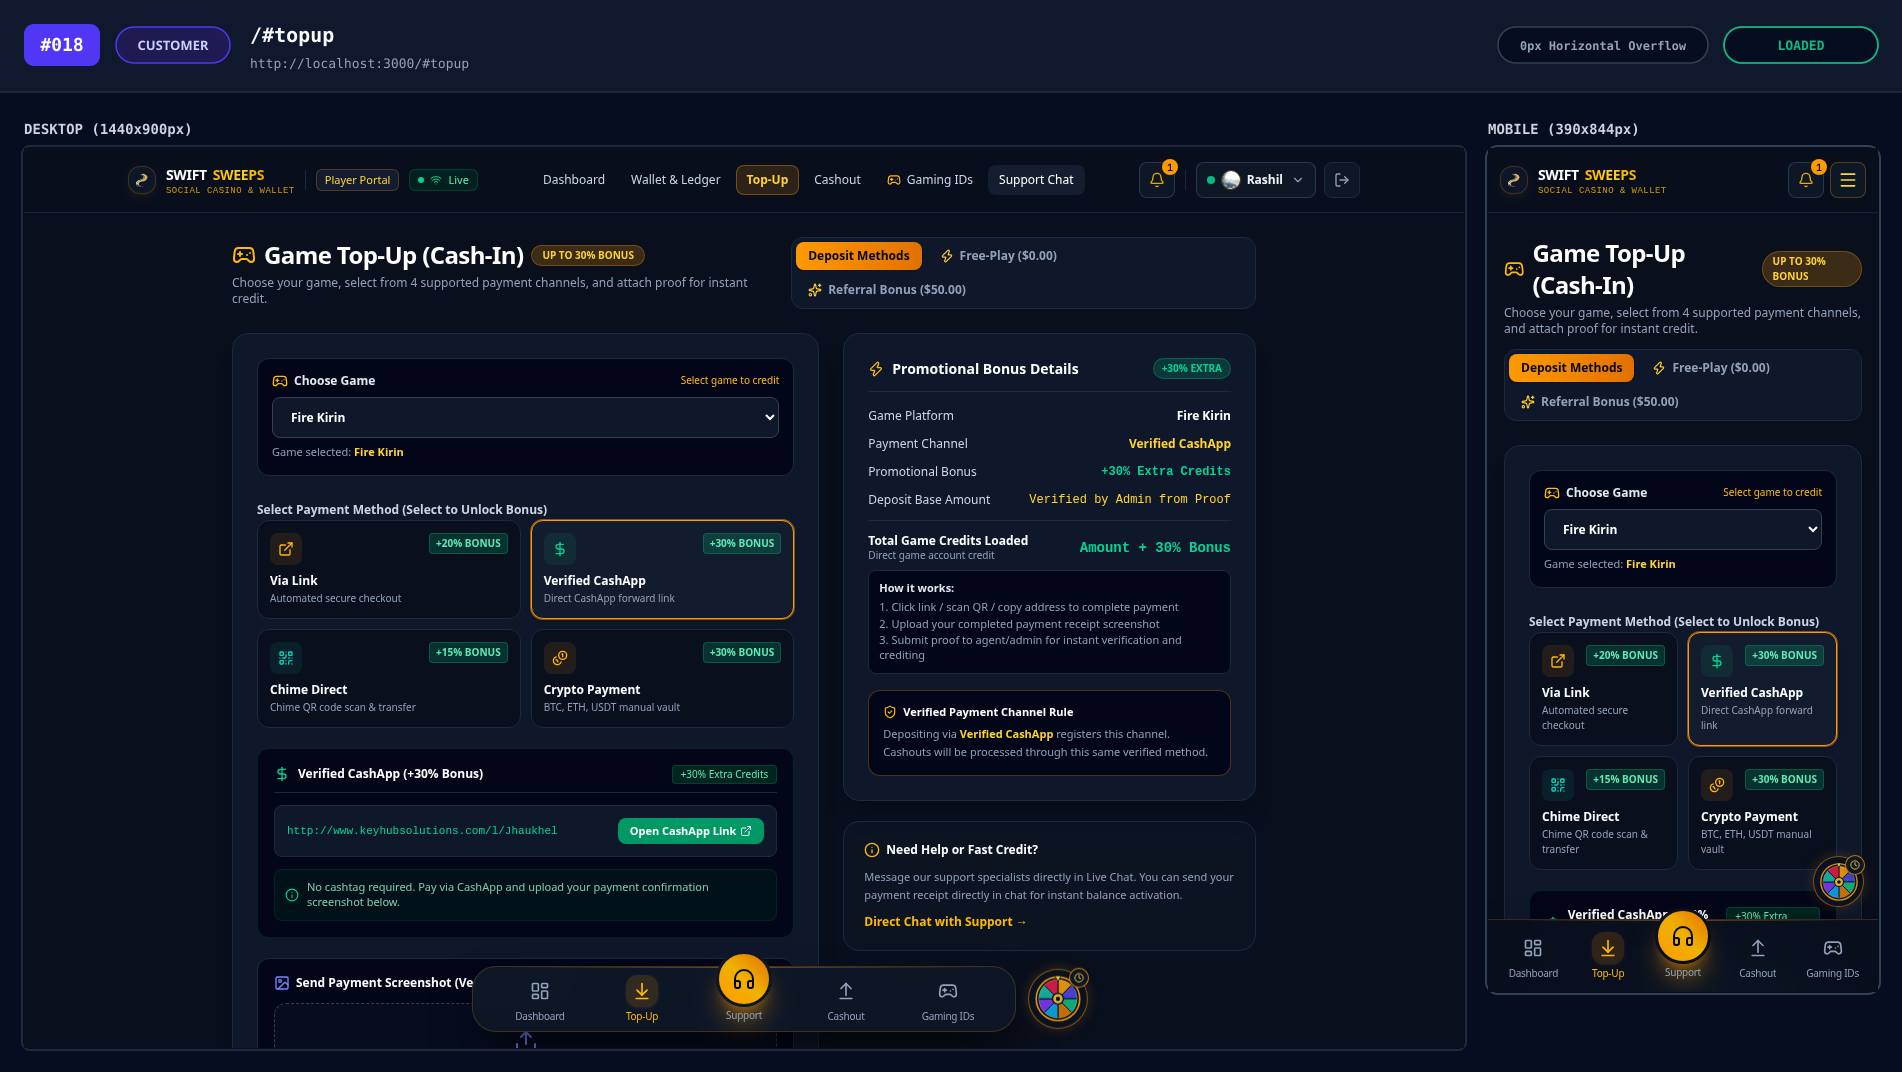 #018
CUSTOMER
/#topup
http://localhost:3000/#topup
0px Horizontal Overflow
LOADED
DESKTOP (1440x900px)
SWIFT SWEEPS
SOCIAL CASINO & WALLET
Player Portal
Live
Dashboard
Wallet & Ledger
Top-Up
Cashout
Gaming IDs
Support Chat
1
Rashil
Game Top-Up (Cash-In)
UP TO 30% BONUS
Choose your game, select from 4 supported payment channels, and attach proof for instant
credit.
Deposit Methods
Free-Play ($0.00)
Referral Bonus ($50.00)
Choose Game
Select game to credit
Fire Kirin
Game selected: Fire Kirin
Select Payment Method (Select to Unlock Bonus)
+20% BONUS
Via Link
Automated secure checkout
+30% BONUS
Verified CashApp
Direct CashApp forward link
+15% BONUS
Chime Direct
Chime QR code scan & transfer
+30% BONUS
Crypto Payment
BTC, ETH, USDT manual vault
Verified CashApp (+30% Bonus)
+30% Extra Credits
http://www.keyhubsolutions.com/l/Jhaukhel
Open CashApp Link
No cashtag required. Pay via CashApp and upload your payment confirmation
screenshot below.
Send Payment Screenshot (Ve
Promotional Bonus Details
+30% EXTRA
Game Platform
Fire Kirin
Payment Channel
Verified CashApp
Promotional Bonus
+30% Extra Credits
Deposit Base Amount
Verified by Admin from Proof
Total Game Credits Loaded
Direct game account credit
Amount + 30% Bonus
How it works:
1. Click link / scan QR / copy address to complete payment
2. Upload your completed payment receipt screenshot
3. Submit proof to agent/admin for instant verification and
crediting
Verified Payment Channel Rule
Depositing via Verified CashApp registers this channel.
Cashouts will be processed through this same verified method.
Need Help or Fast Credit?
Message our support specialists directly in Live Chat. You can send your
payment receipt directly in chat for instant balance activation.
Direct Chat with Support →
Dashboard
Top-Up
Support
Cashout
Gaming IDs
MOBILE (390x844px)
SWIFT SWEEPS
SOCIAL CASINO & WALLET
1
Game Top-Up
(Cash-In)
UP TO 30%
BONUS
Choose your game, select from 4 supported payment channels,
and attach proof for instant credit.
Deposit Methods
Free-Play ($0.00)
Referral Bonus ($50.00)
Choose Game
Select game to credit
Fire Kirin
Game selected: Fire Kirin
Select Payment Method (Select to Unlock Bonus)
+20% BONUS
Via Link
Automated secure
checkout
+30% BONUS
Verified CashApp
Direct CashApp forward
link
+15% BONUS
Chime Direct
Chime QR code scan &
transfer
+30% BONUS
Crypto Payment
BTC, ETH, USDT manual
vault
Verified CashApp
%
+30% Extra
Dashboard
Top-Up
Support
Cashout
Gaming IDs